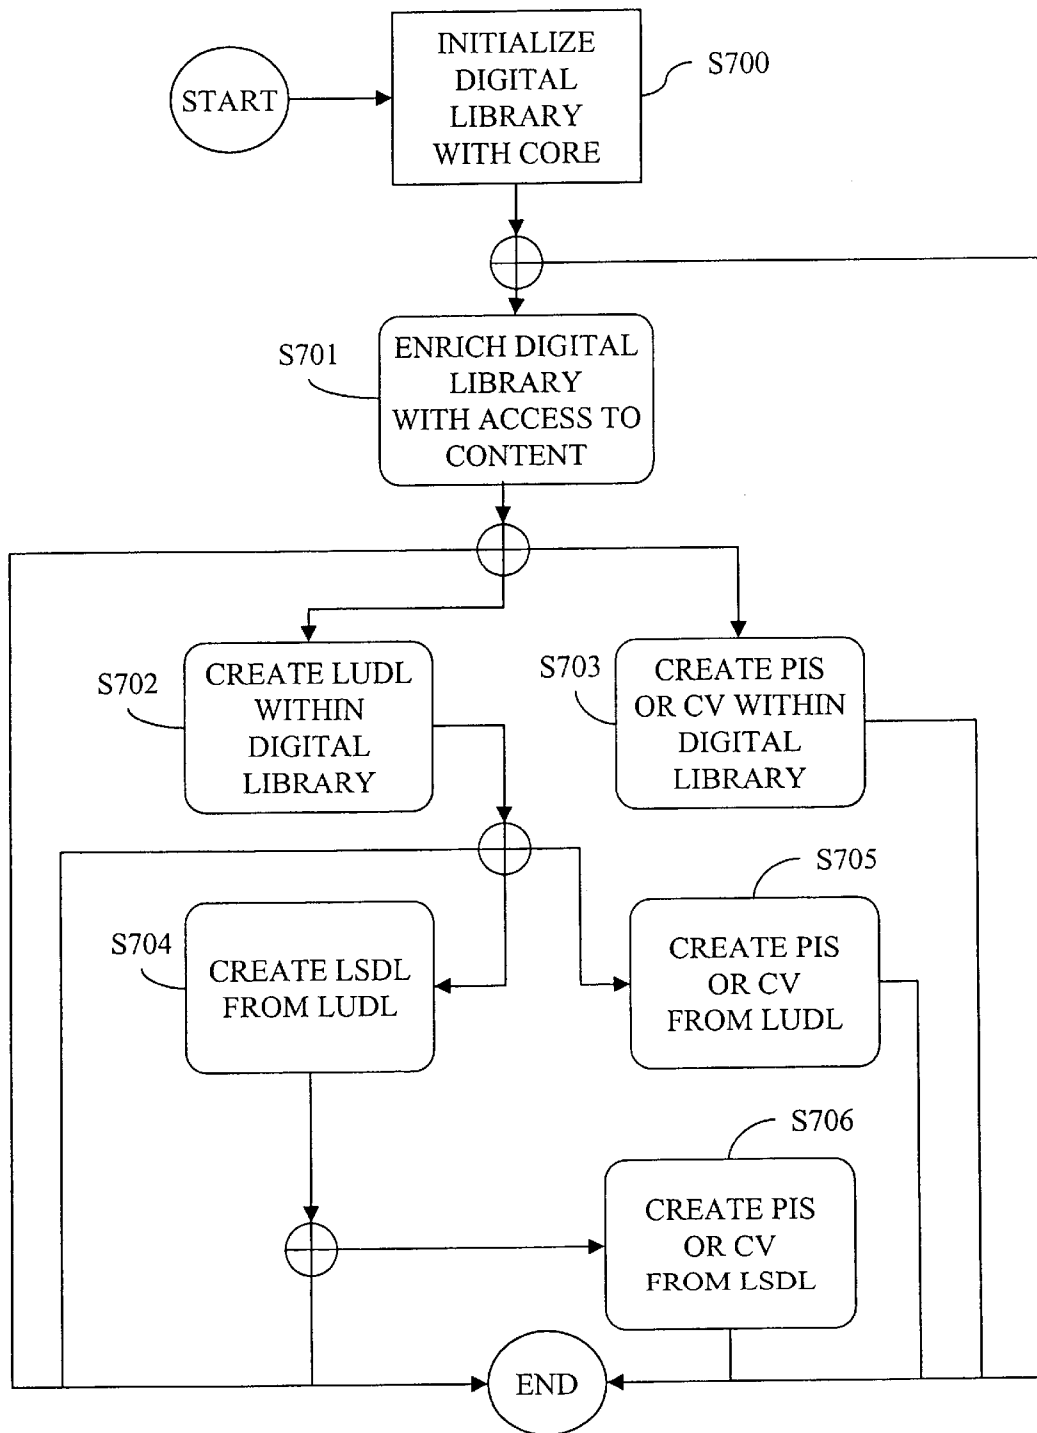 START
INITIALIZE
DIGITAL
LIBRARY
WITH CORE
S700
S701
ENRICH DIGITAL
LIBRARY
WITH ACCESS TO
CONTENT
S702
CREATE LUDL
WITHIN
DIGITAL
LIBRARY
S703
CREATE PIS
OR CV WITHIN
DIGITAL
LIBRARY
S704
CREATE LSDL
FROM LUDL
S705
CREATE PIS
OR CV
FROM LUDL
S706
CREATE PIS
OR CV
FROM LSDL
END